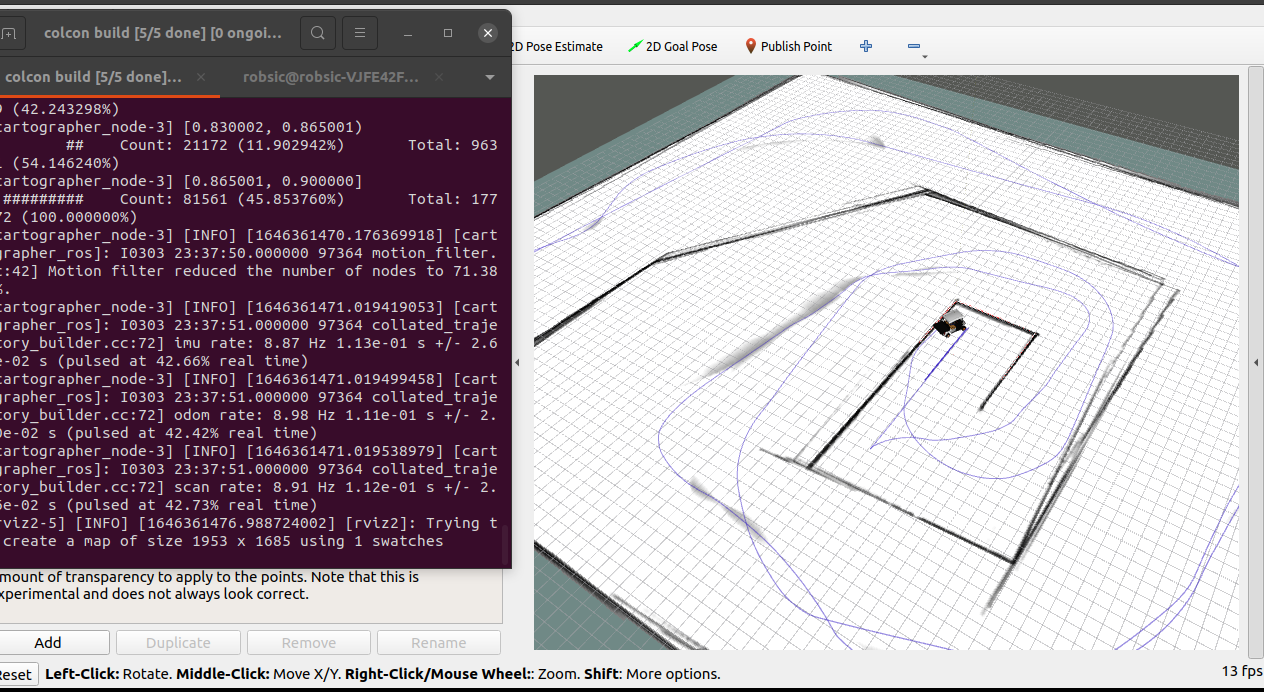 colcon build [5/5 done] [0 ongoi...
colcon build [5/5 done]...
robsic@robsic-VJFE42F...
(42.243298%)
artographer_node-3] [0.830002, 0.865001)
## Count: 21172 (11.902942%) Total: 963
(54.146240%)
artographer_node-3] [0.865001, 0.900000]
######### Count: 81561 (45.853760%) Total: 177
72 (100.000000%)
artographer_node-3] [INFO] [1646361470.176369918] [cart
grapher_ros]: I0303 23:37:50.000000 97364 motion_filter.
:42] Motion filter reduced the number of nodes to 71.38
%.
artographer_node-3] [INFO] [1646361471.019419053] [cart
grapher_ros]: I0303 23:37:51.000000 97364 collated_traje
tory_builder.cc:72] imu rate: 8.87 Hz 1.13e-01 s +/- 2.6
e-02 s (pulsed at 42.66% real time)
artographer_node-3] [INFO] [1646361471.019499458] [cart
grapher_ros]: I0303 23:37:51.000000 97364 collated_traje
tory_builder.cc:72] odom rate: 8.98 Hz 1.11e-01 s +/- 2.
0e-02 s (pulsed at 42.42% real time)
artographer_node-3] [INFO] [1646361471.019538979] [cart
grapher_ros]: I0303 23:37:51.000000 97364 collated_traje
tory_builder.cc:72] scan rate: 8.91 Hz 1.12e-01 s +/- 2.
6e-02 s (pulsed at 42.73% real time)
rviz2-5] [INFO] [1646361476.988724002] [rviz2]: Trying t
create a map of size 1953 x 1685 using 1 swatches
2D Pose Estimate
2D Goal Pose
Publish Point
mount of transparency to apply to the points. Note that this is
xperimental and does not always look correct.
Add
Duplicate
Remove
Rename
Reset
Left-Click: Rotate. Middle-Click: Move X/Y. Right-Click/Mouse Wheel:: Zoom. Shift: More options.
13 fps